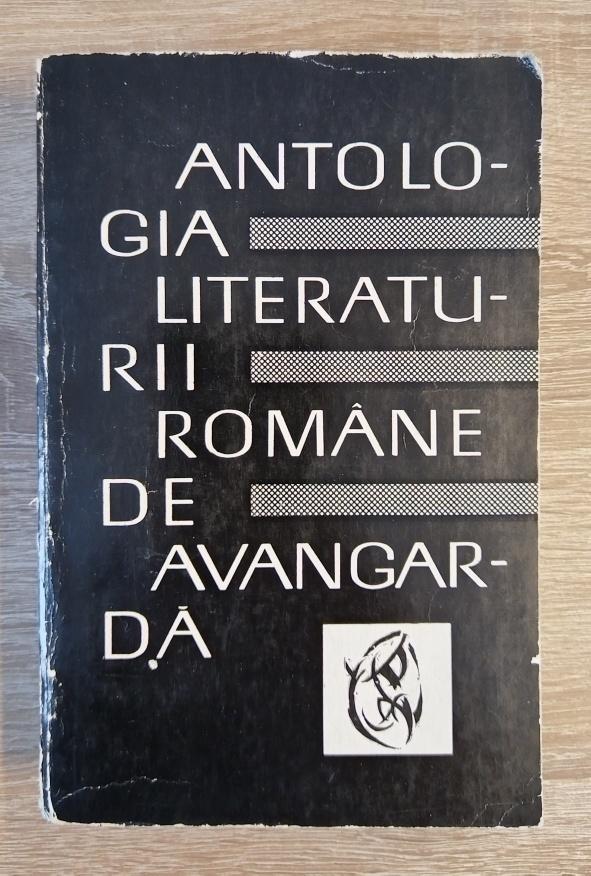 ANTOLO-
GIA
LITERATU-
RII
ROMÂNE
DE
AVANGAR-
DĂ